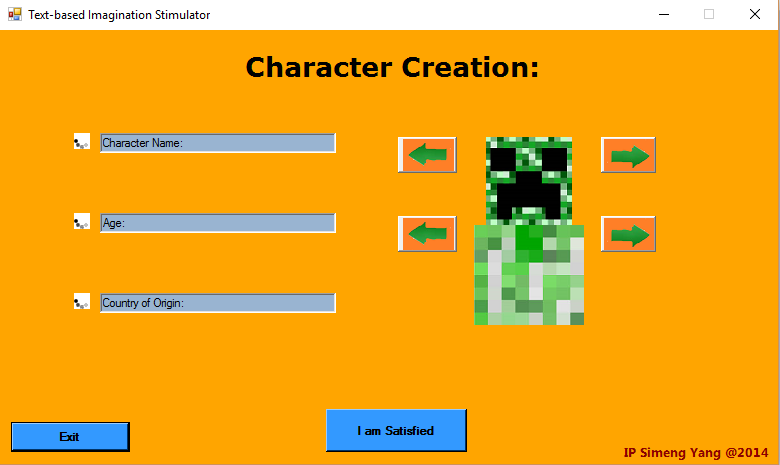 Text-based Imagination Stimulator
Character Creation:
Character Name:
Age:
Country of Origin:
Exit
I am Satisfied
IP Simeng Yang @2014